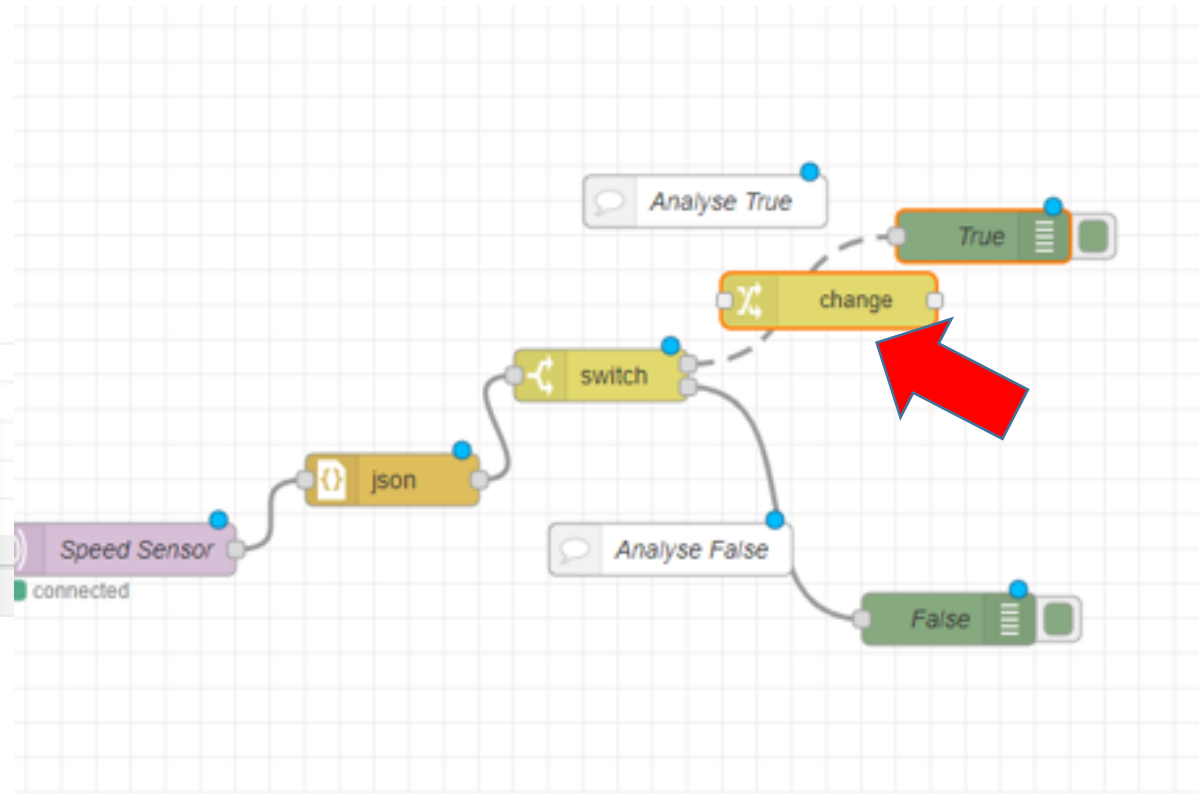 Analyse True
True
change
switch
json
Speed Sensor
Analyse False
connected
False